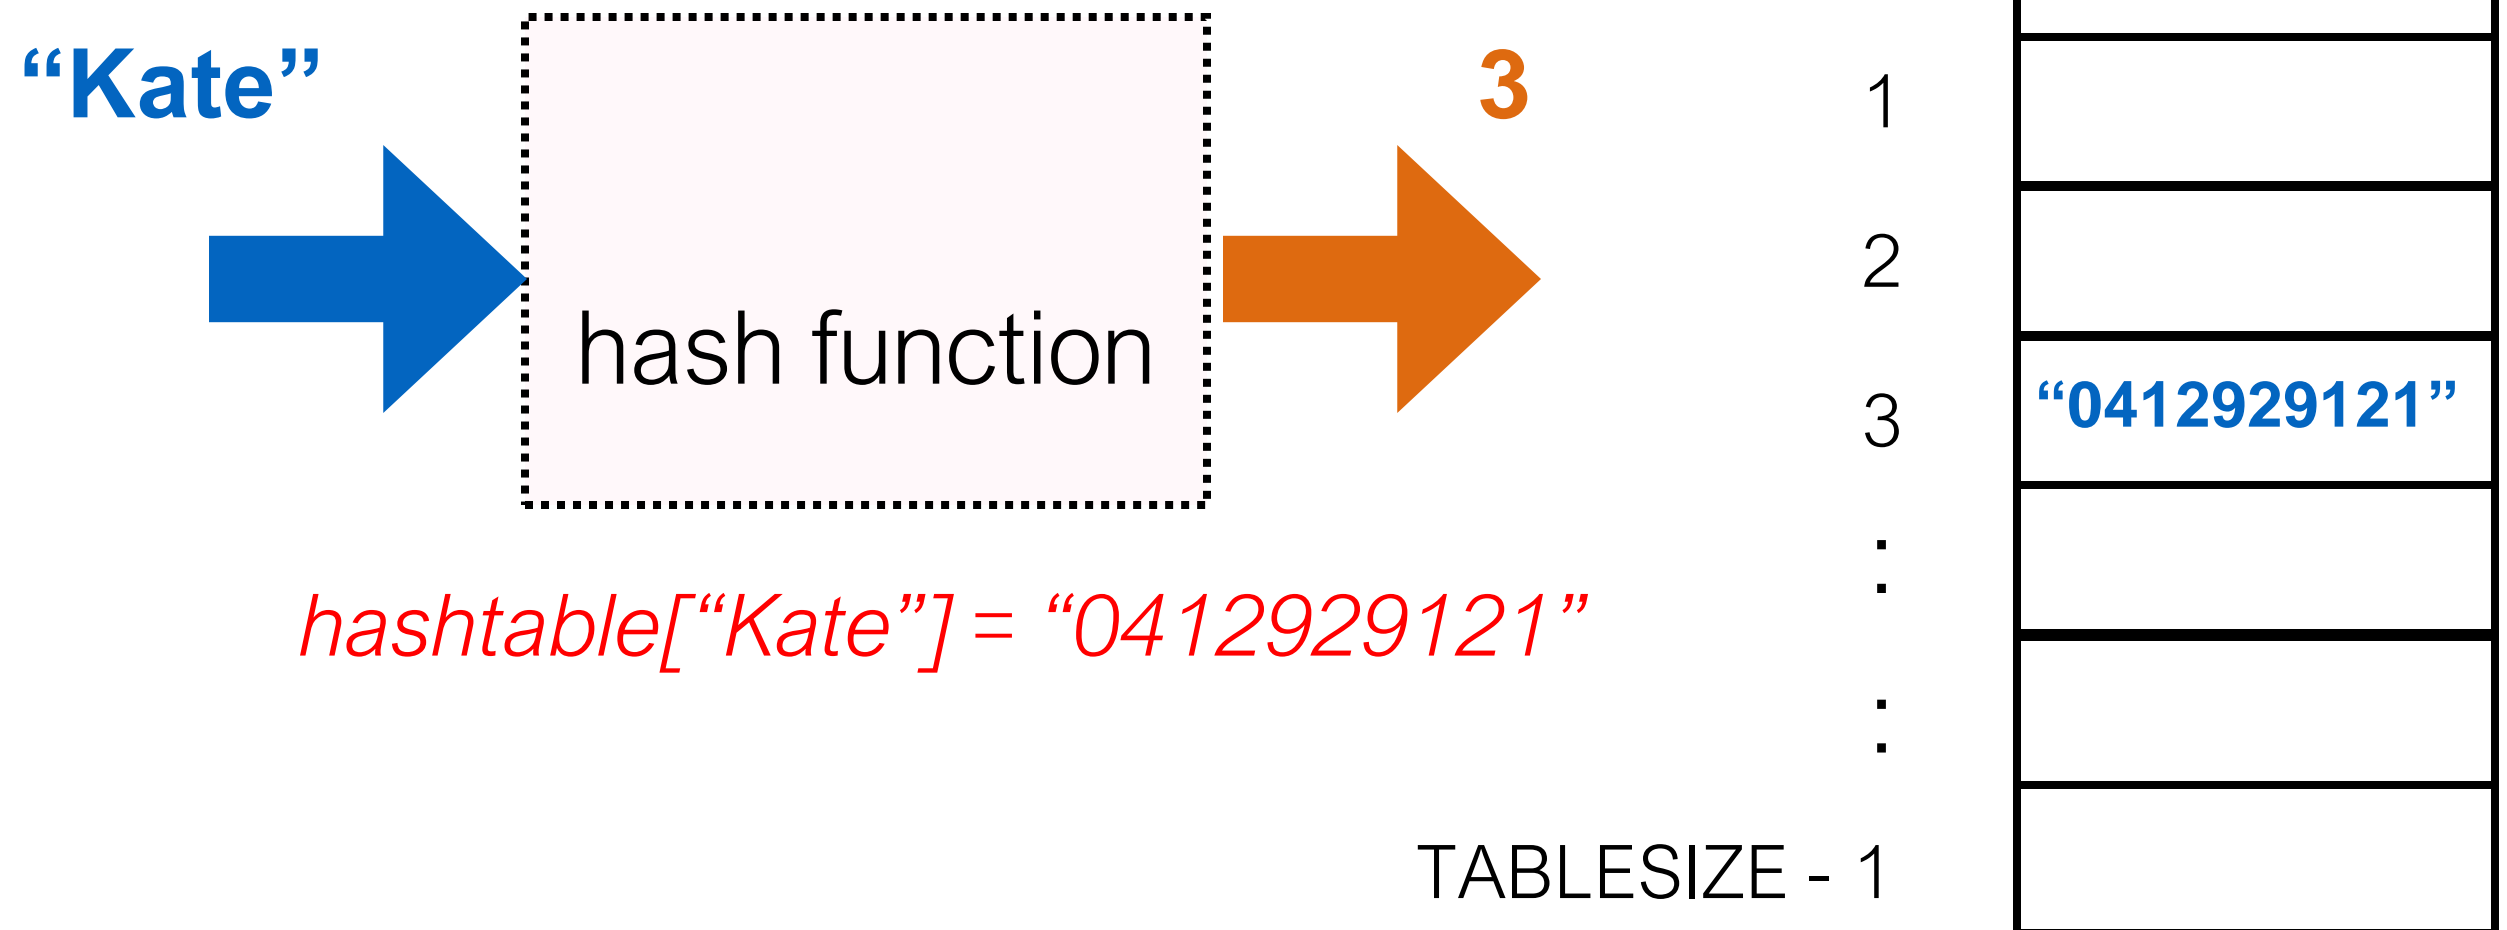 “Kate”
3
1
2
hash function
3
“0412929121”
:
hashtable[“Kate”] = “0412929121”
:
TABLESIZE - 1